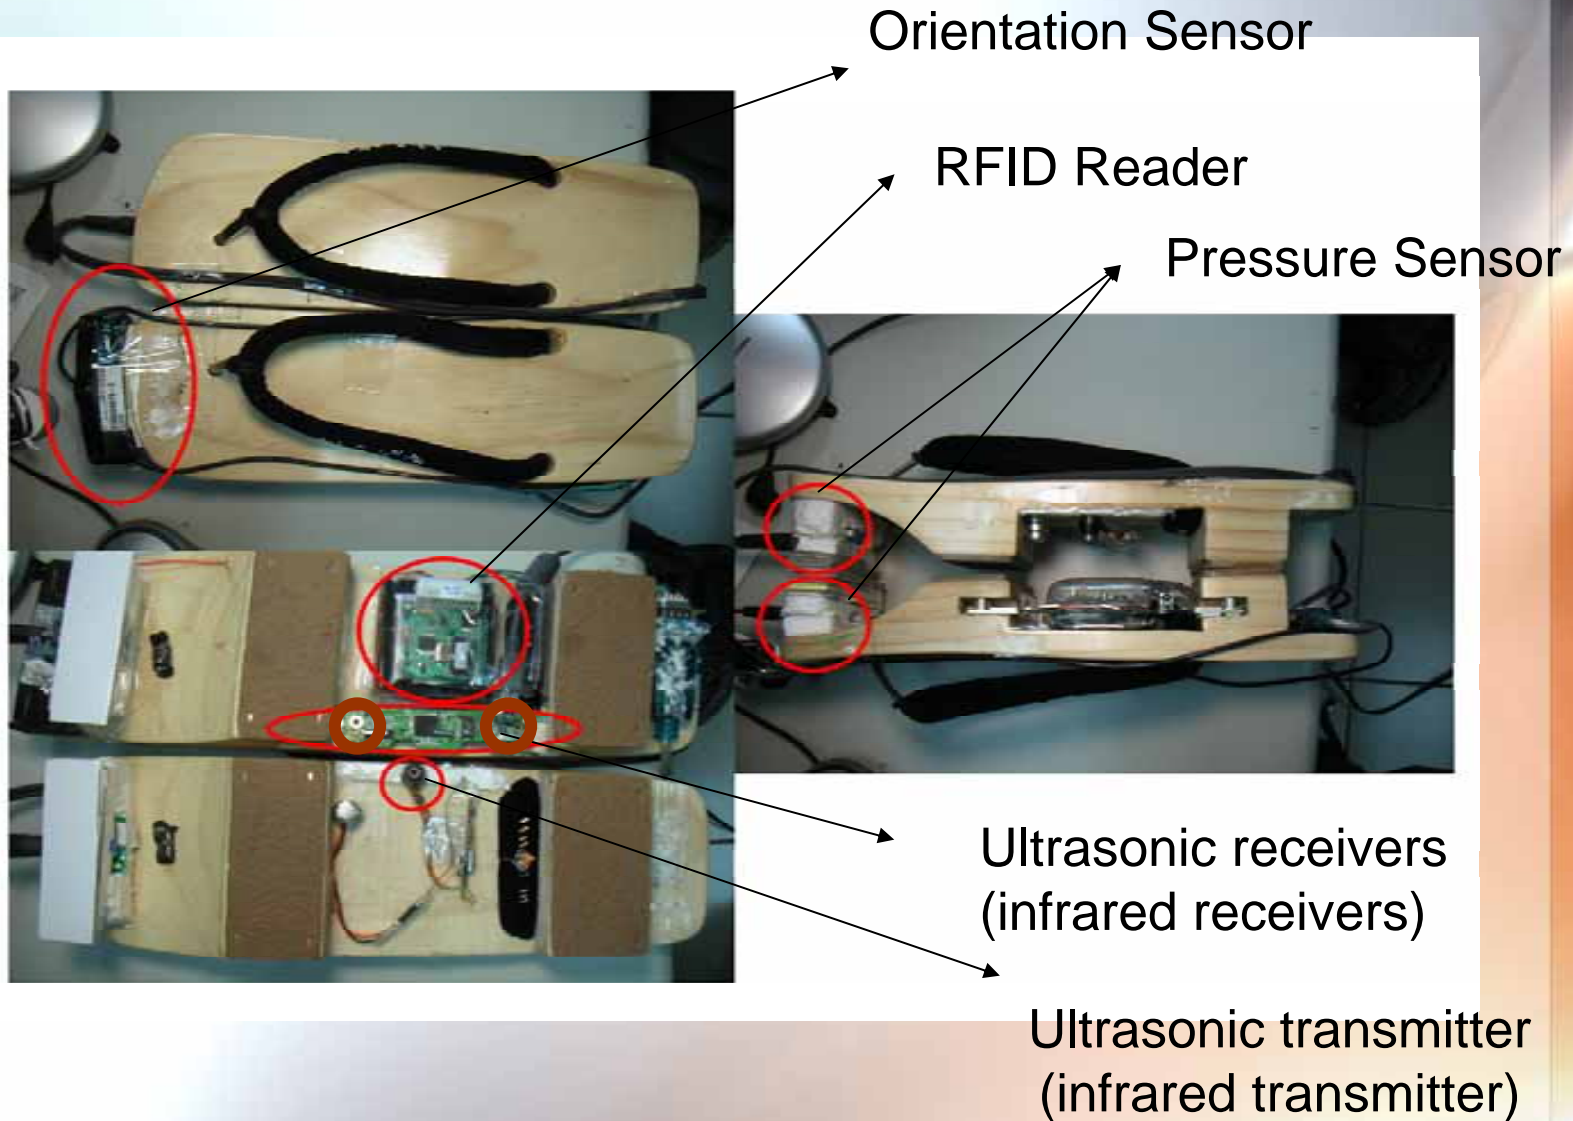 Orientation Sensor
RFID Reader
Pressure Sensor
Ultrasonic receivers
(infrared receivers)
Ultrasonic transmitter
(infrared transmitter)